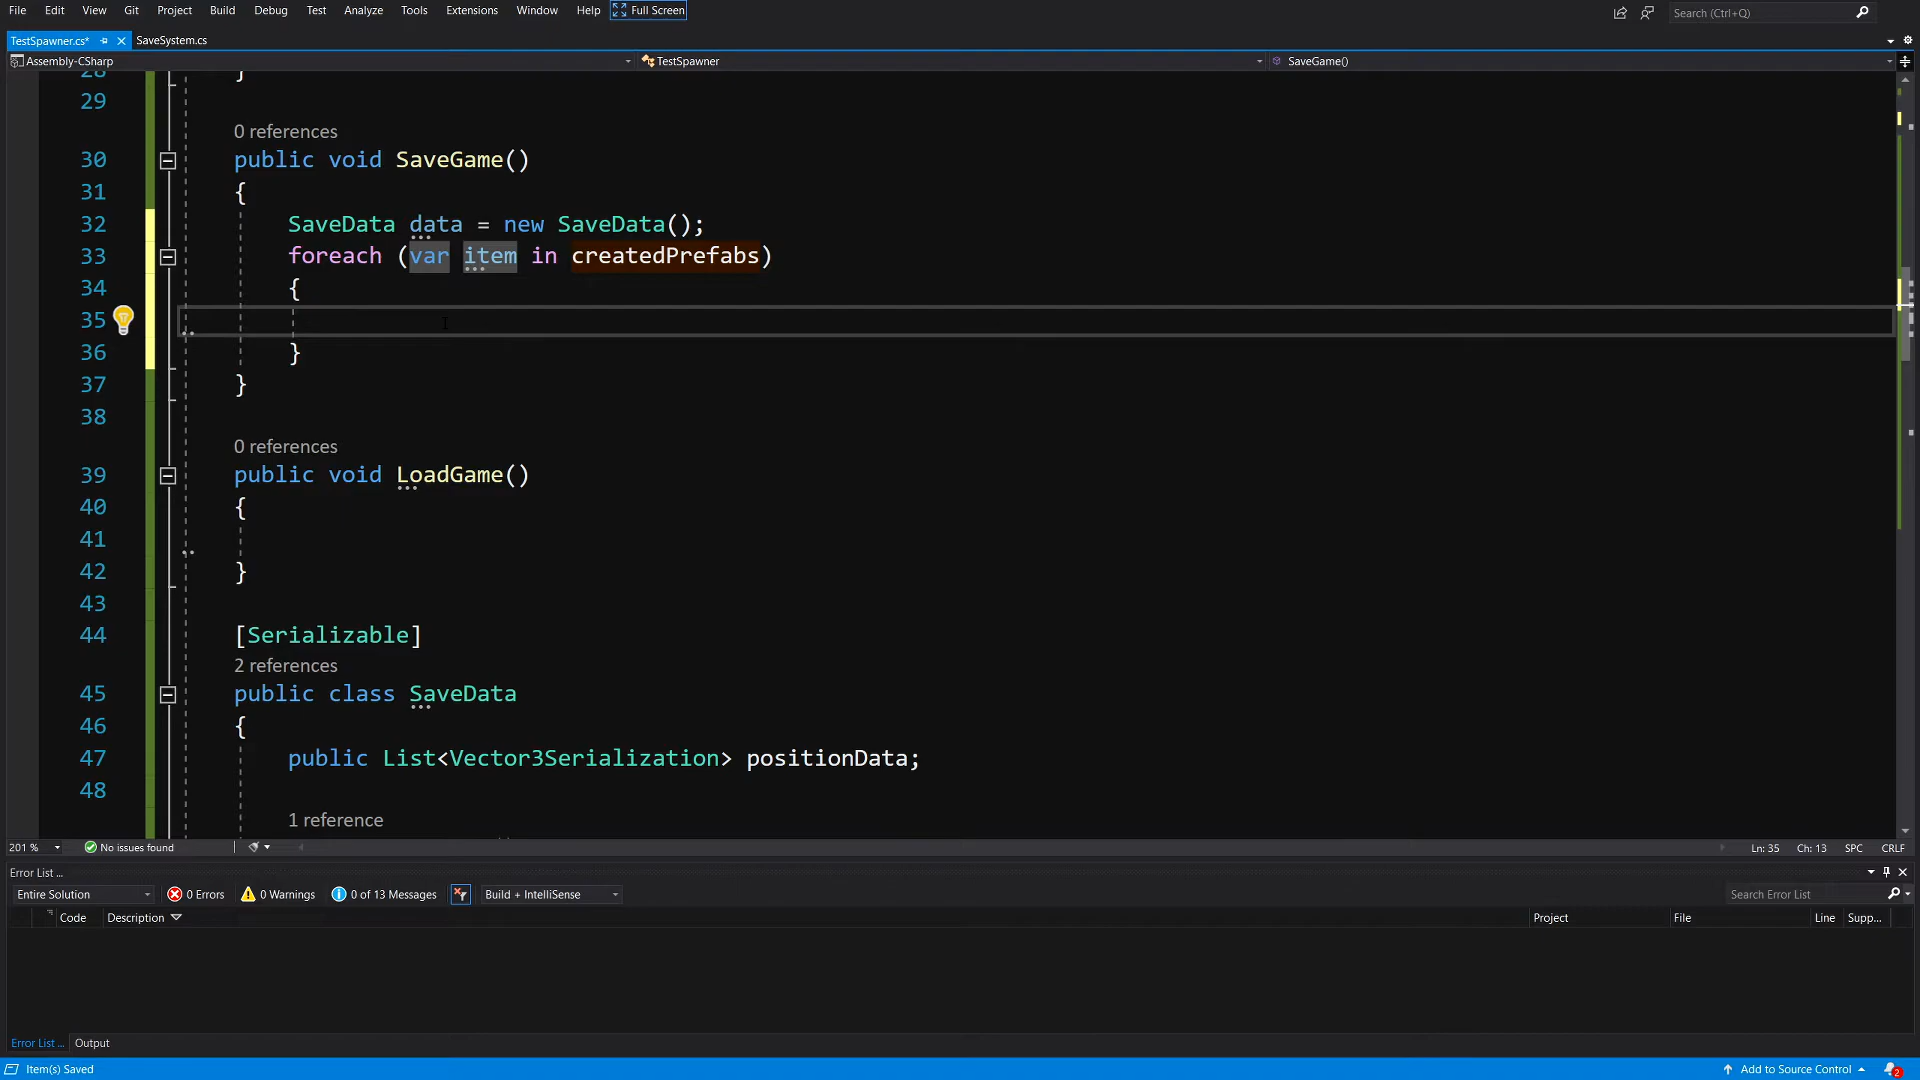 File Edit View Git Project Build Debug Test Analyze Tools Extensions Window Help Full Screen Search (Ctrl+Q)
TestSpawner.cs* SaveSystem.cs
Assembly-CSharp TestSpawner SaveGame()
28 }
29
0 references
30 public void SaveGame()
31 {
32 SaveData data = new SaveData();
33 foreach (var item in createdPrefabs)
34 {
35
36 }
37 }
38
0 references
39 public void LoadGame()
40 {
41
42 }
43
44 [Serializable]
2 references
45 public class SaveData
46 {
47 public List<Vector3Serialization> positionData;
48
1 reference
201 % No issues found Ln: 35 Ch: 13 SPC CRLF
Error List ...
Entire Solution 0 Errors 0 Warnings 0 of 13 Messages Build + IntelliSense Search Error List
Code Description Project File Line Supp...
Error List ... Output
Item(s) Saved Add to Source Control 2